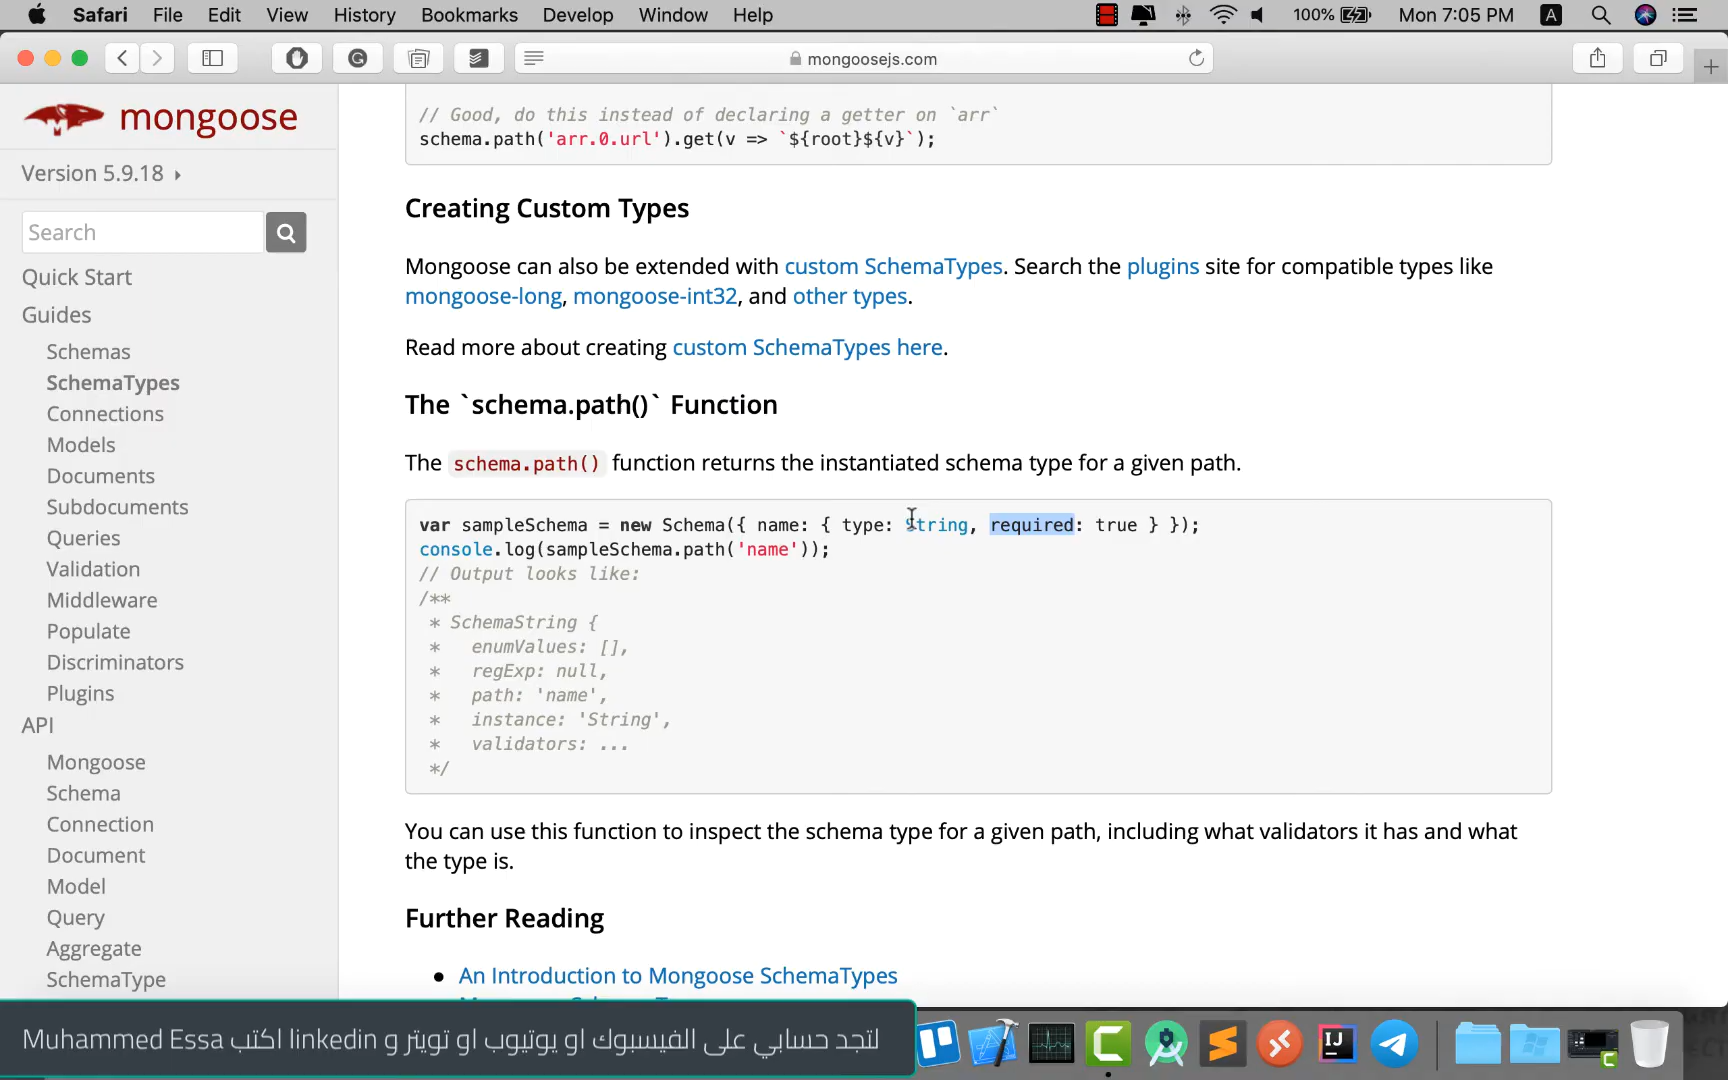 Safari File Edit View History Bookmarks Develop Window Help 100% Mon 7:05 PM A
mongoosejs.com
mongoose
Version 5.9.18
Search
Quick Start
Guides
Schemas
SchemaTypes
Connections
Models
Documents
Subdocuments
Queries
Validation
Middleware
Populate
Discriminators
Plugins
API
Mongoose
Schema
Connection
Document
Model
Query
Aggregate
SchemaType
// Good, do this instead of declaring a getter on `arr`
schema.path('arr.0.url').get(v => `${root}${v}`);
Creating Custom Types
Mongoose can also be extended with custom SchemaTypes. Search the plugins site for compatible types like
mongoose-long, mongoose-int32, and other types.
Read more about creating custom SchemaTypes here.
The `schema.path()` Function
The schema.path() function returns the instantiated schema type for a given path.
var sampleSchema = new Schema({ name: { type: String, required: true } });
console.log(sampleSchema.path('name'));
// Output looks like:
/**
* SchemaString {
* enumValues: [],
* regExp: null,
* path: 'name',
* instance: 'String',
* validators: ...
*/
You can use this function to inspect the schema type for a given path, including what validators it has and what
the type is.
Further Reading
An Introduction to Mongoose SchemaTypes
لتجد حسابي على الفيسبوك او يوتيوب او تويتر و linkedin اكتب Muhammed Essa
IJ